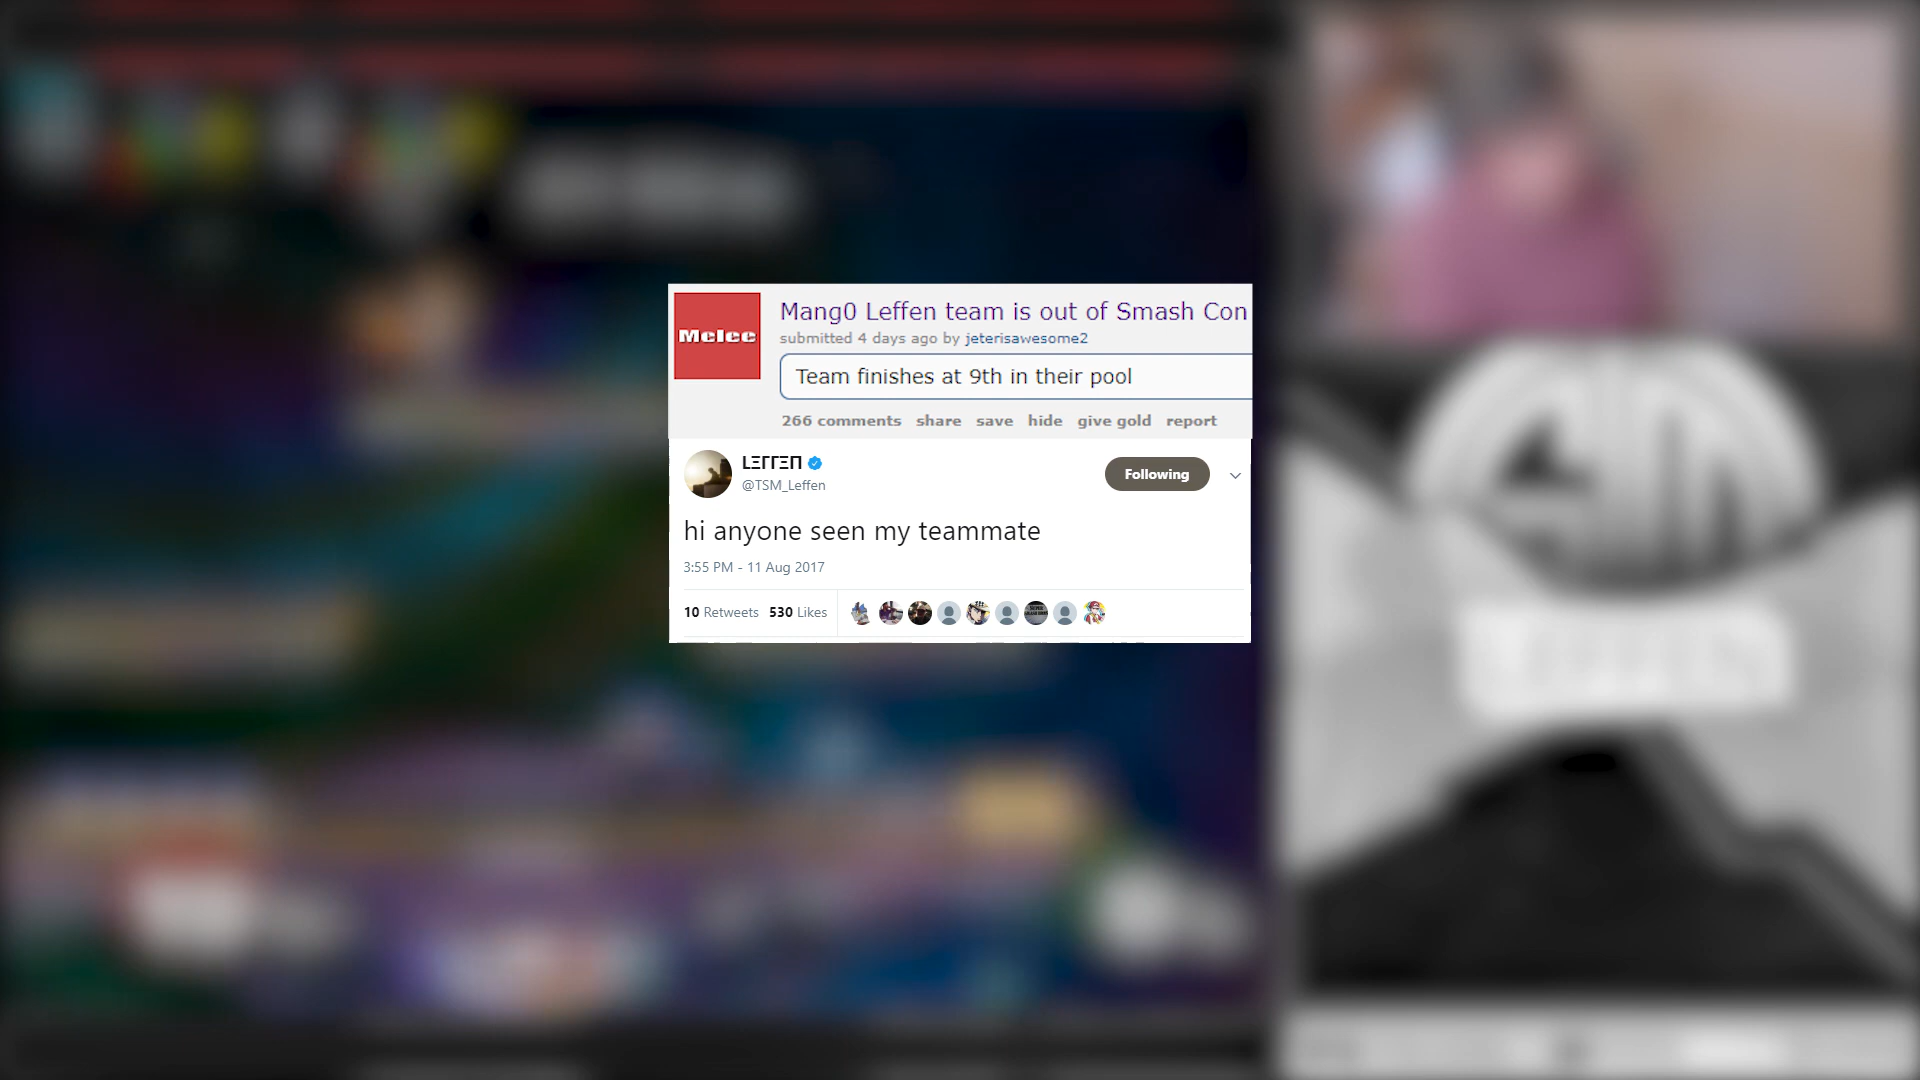 Melee
Mang0 Leffen team is out of Smash Con
submitted 4 days ago by jeterisawesome2
Team finishes at 9th in their pool
266 comments share save hide give gold report
LΞΓΓΞΠ
@TSM_Leffen
Following
hi anyone seen my teammate
3:55 PM - 11 Aug 2017
10 Retweets 530 Likes